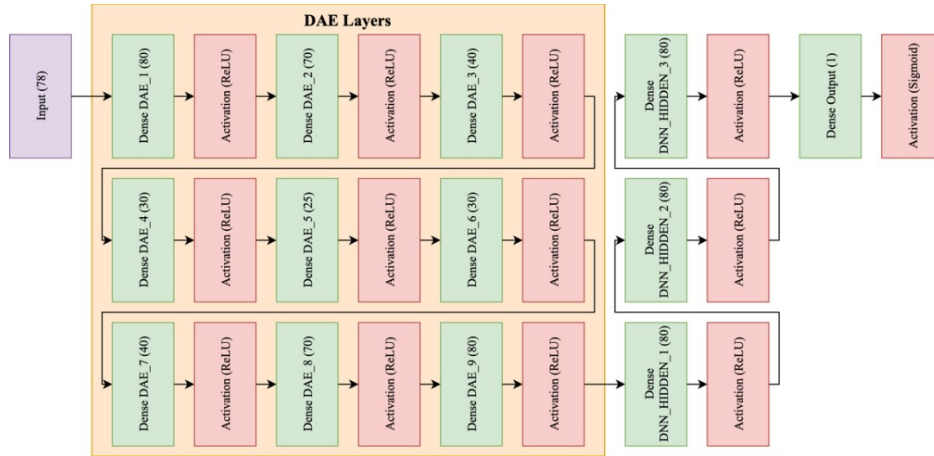 DAE Layers
Input (78)
Dense DAE_1 (80)
Activation (ReLU)
Dense DAE_2 (70)
Activation (ReLU)
Dense DAE_3 (40)
Activation (ReLU)
Dense
DNN_HIDDEN_3 (80)
Activation (ReLU)
Dense Output (1)
Activation (Sigmoid)
Dense DAE_4 (30)
Activation (ReLU)
Dense DAE_5 (25)
Activation (ReLU)
Dense DAE_6 (30)
Activation (ReLU)
Dense
DNN_HIDDEN_2 (80)
Activation (ReLU)
Dense DAE_7 (40)
Activation (ReLU)
Dense DAE_8 (70)
Activation (ReLU)
Dense DAE_9 (80)
Activation (ReLU)
Dense
DNN_HIDDEN_1 (80)
Activation (ReLU)